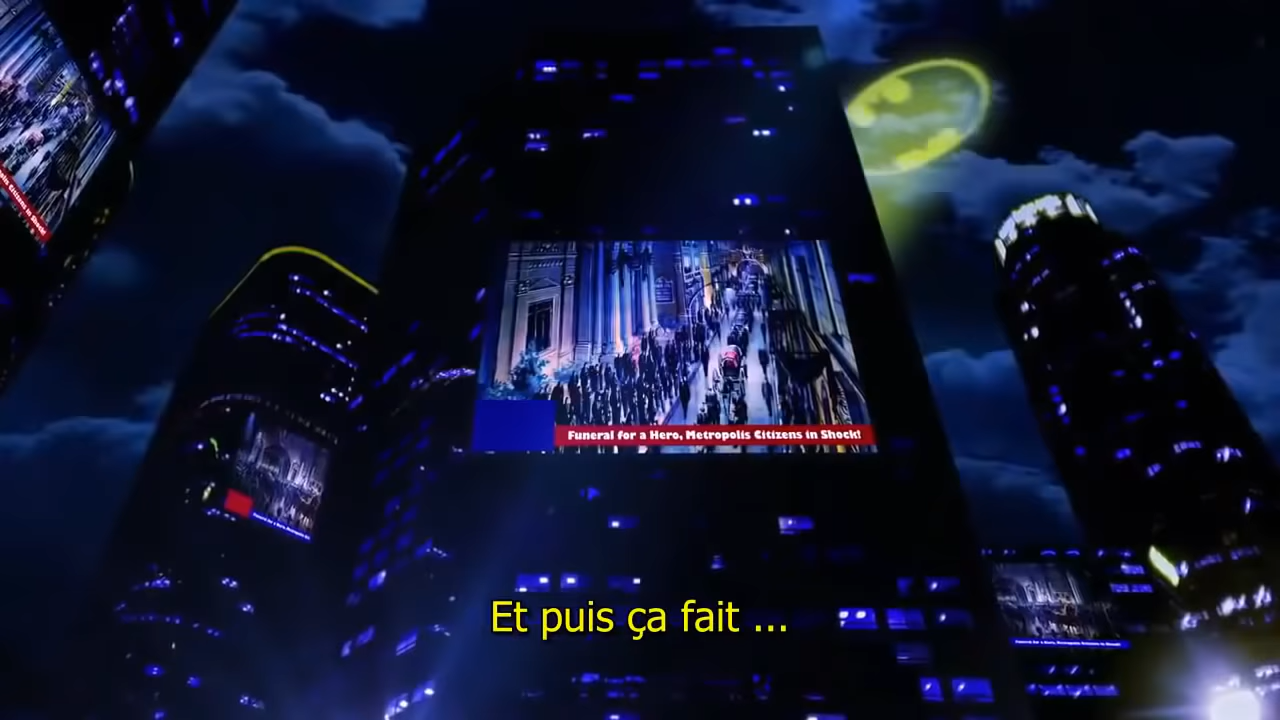 Funeral for a Hero, Metropolis Citizens in Shock!
Et puis ça fait ...